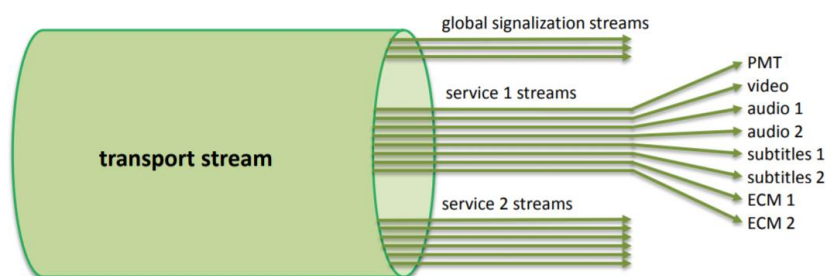 global signalization streams
service 1 streams
transport stream
service 2 streams
PMT
video
audio 1
audio 2
subtitles 1
subtitles 2
ECM 1
ECM 2